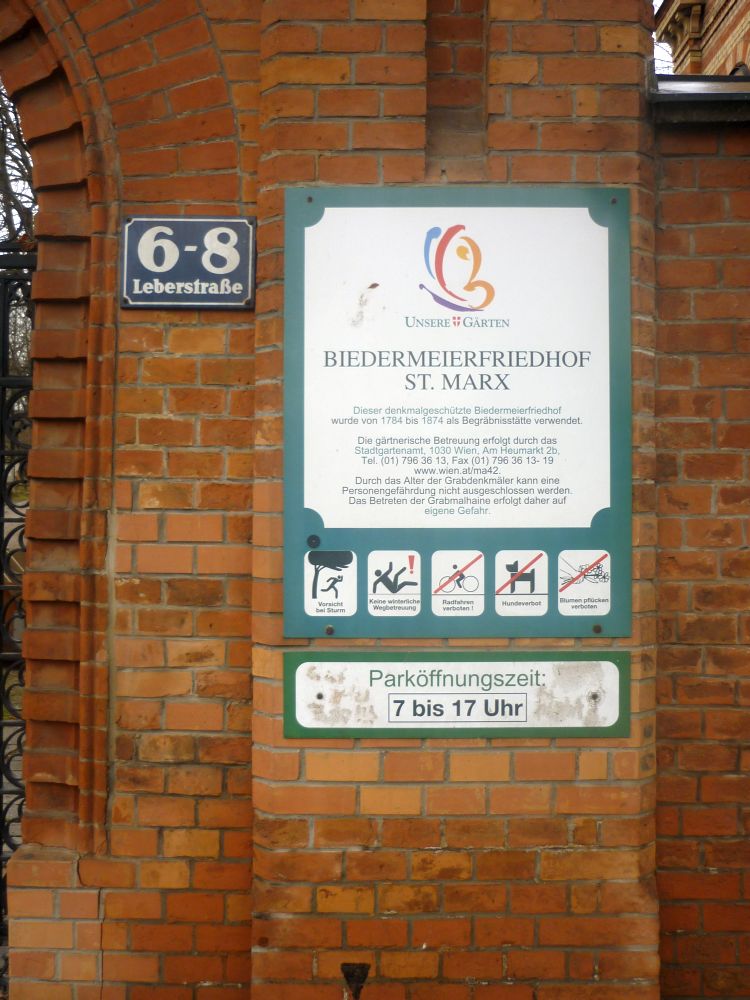 6-8
Leberstraße
UNSERE GÄRTEN
BIEDERMEIERFRIEDHOF
ST. MARX
Dieser denkmalgeschützte Biedermeierfriedhof
wurde von 1784 bis 1874 als Begräbnisstätte verwendet.
Die gärtnerische Betreuung erfolgt durch das
Stadtgartenamt, 1030 Wien, Am Heumarkt 2b,
Tel. (01) 796 36 13, Fax (01) 796 36 13- 19
www.wien.at/ma42.
Durch das Alter der Grabdenkmäler kann eine
Personengefährdung nicht ausgeschlossen werden.
Das Betreten der Grabmalhaine erfolgt daher auf
eigene Gefahr.
Vorsicht
bei Sturm
Keine winterliche
Wegbetreuung
Radfahren
verboten !
Hundeverbot
Blumen pflücken
verboten
Parköffnungszeit:
7 bis 17 Uhr